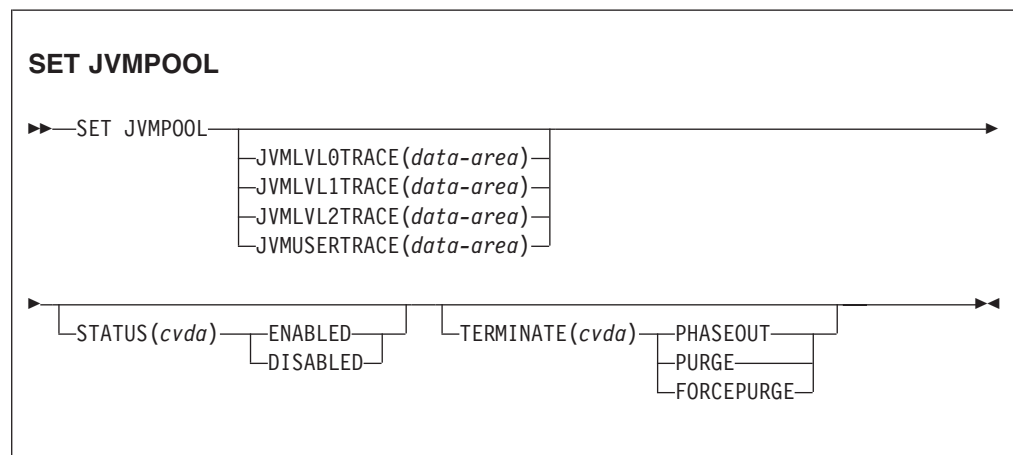 SET JVMPOOL
SET JVMPOOL
JVMLVL0TRACE(data-area)
JVMLVL1TRACE(data-area)
JVMLVL2TRACE(data-area)
JVMUSERTRACE(data-area)
STATUS(cvda) ENABLED TERMINATE(cvda) PHASEOUT
DISABLED PURGE
FORCEPURGE